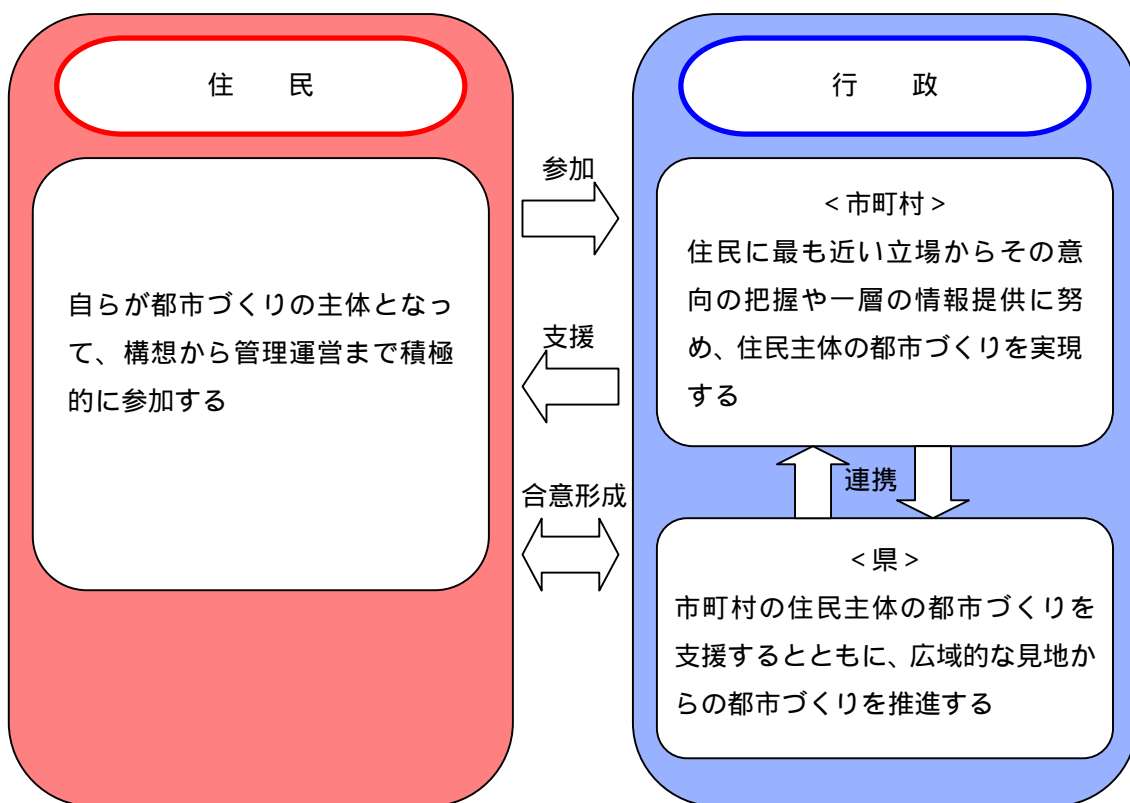 住　　民
自らが都市づくりの主体となっ
て、構想から管理運営まで積極
的に参加する
参加
支援
合意形成
行　　政
＜市町村＞
住民に最も近い立場からその意
向の把握や一層の情報提供に努
め、住民主体の都市づくりを実現
する
連携
＜県＞
市町村の住民主体の都市づくりを
支援するとともに、広域的な見地か
らの都市づくりを推進する